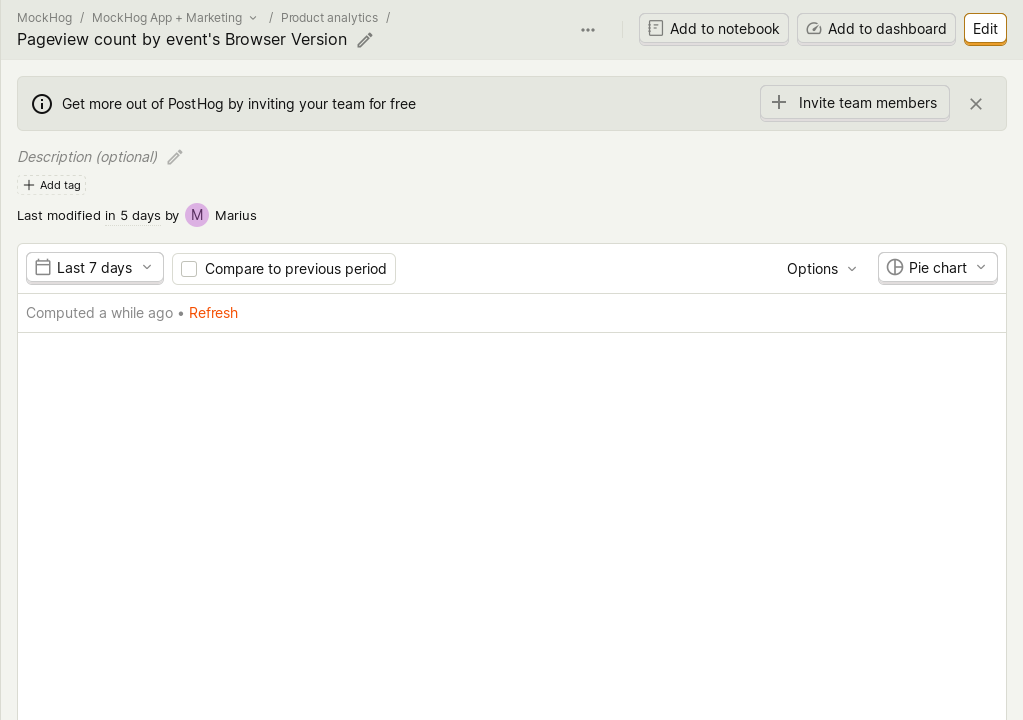 MockHog / MockHog App + Marketing / Product analytics /
Pageview count by event's Browser Version
Add to notebook
Add to dashboard
Edit
Get more out of PostHog by inviting your team for free
Invite team members
Description (optional)
Add tag
Last modified in 5 days by M Marius
Last 7 days
Compare to previous period
Options
Pie chart
Computed a while ago • Refresh